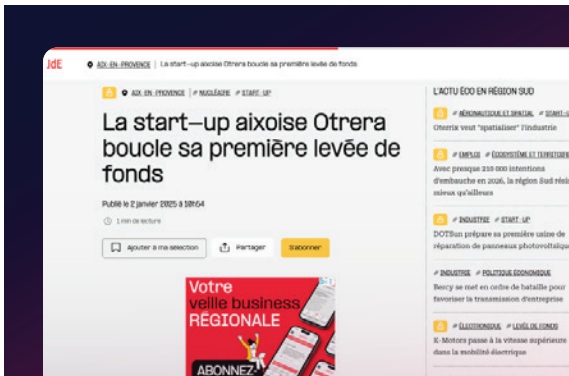 JdE
AIX-EN-PROVENCE | La start-up aixoise Otrera boucle sa première levée de fonds
AIX-EN-PROVENCE | # NUCLÉAIRE # START-UP
La start-up aixoise Otrera
boucle sa première levée de
fonds
Publié le 2 janvier 2025 à 10h54
1 min de lecture
Ajouter à ma sélection
Partager
S'abonner
Votre
veille business
RÉGIONALE
ABONNEZ-
L'ACTU ÉCO EN RÉGION SUD
# AÉRONAUTIQUE ET SPATIAL # START-U
Oterrix veut "spatialiser" l'industrie
# EMPLOI # ÉCOSYSTÈME ET TERRITOIRE
Avec presque 210 000 intentions
d'embauche en 2026, la région Sud rési
mieux qu'ailleurs
# INDUSTRIE # START-UP
DOTSun prépare sa première usine de
réparation de panneaux photovoltaïque
# INDUSTRIE # POLITIQUE ÉCONOMIQUE
Bercy se met en ordre de bataille pour
favoriser la transmission d'entreprise
# ÉLECTRONIQUE # LEVÉE DE FONDS
K-Motors passe à la vitesse supérieure
dans la mobilité électrique